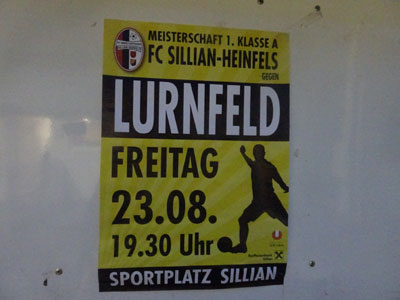 MEISTERSCHAFT 1. KLASSE A
FC SILLIAN-HEINFELS
GEGEN
LURNFELD
FREITAG
23.08.
19.30 Uhr
SPORTPLATZ SILLIAN